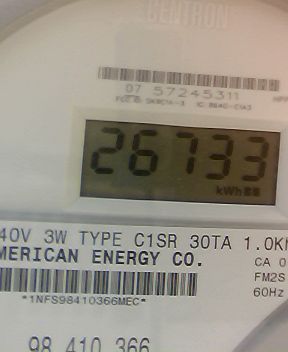 CENTRON
07 57245311
26733
kWh
40V 3W TYPE C1SR 30TA 1.0K
MERICAN ENERGY CO.
CA 0
FM2S
60Hz
*1NFS98410366MEC*
98 410 366